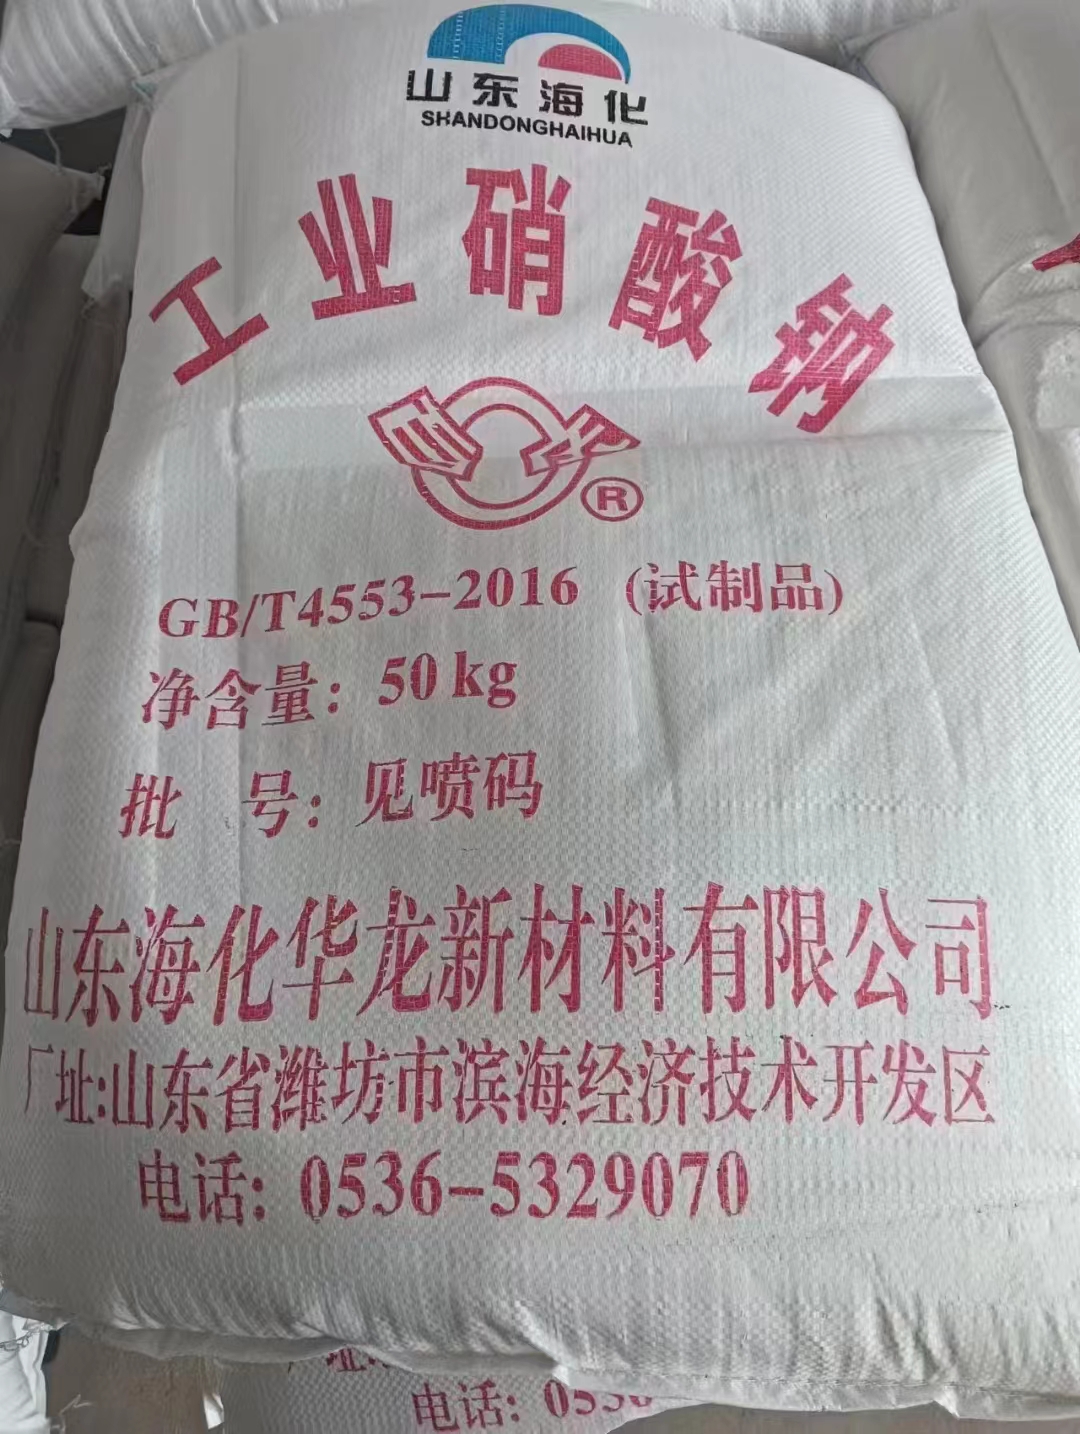 山东海化
SHANDONGHAIHUA
工业硝酸钠
®
GB/T4553-2016 (试制品)
净含量: 50kg
批 号: 见喷码
山东海化华龙新材料有限公司
厂址:山东省潍坊市滨海经济技术开发区
电话: 0536-5329070
电话: 0536